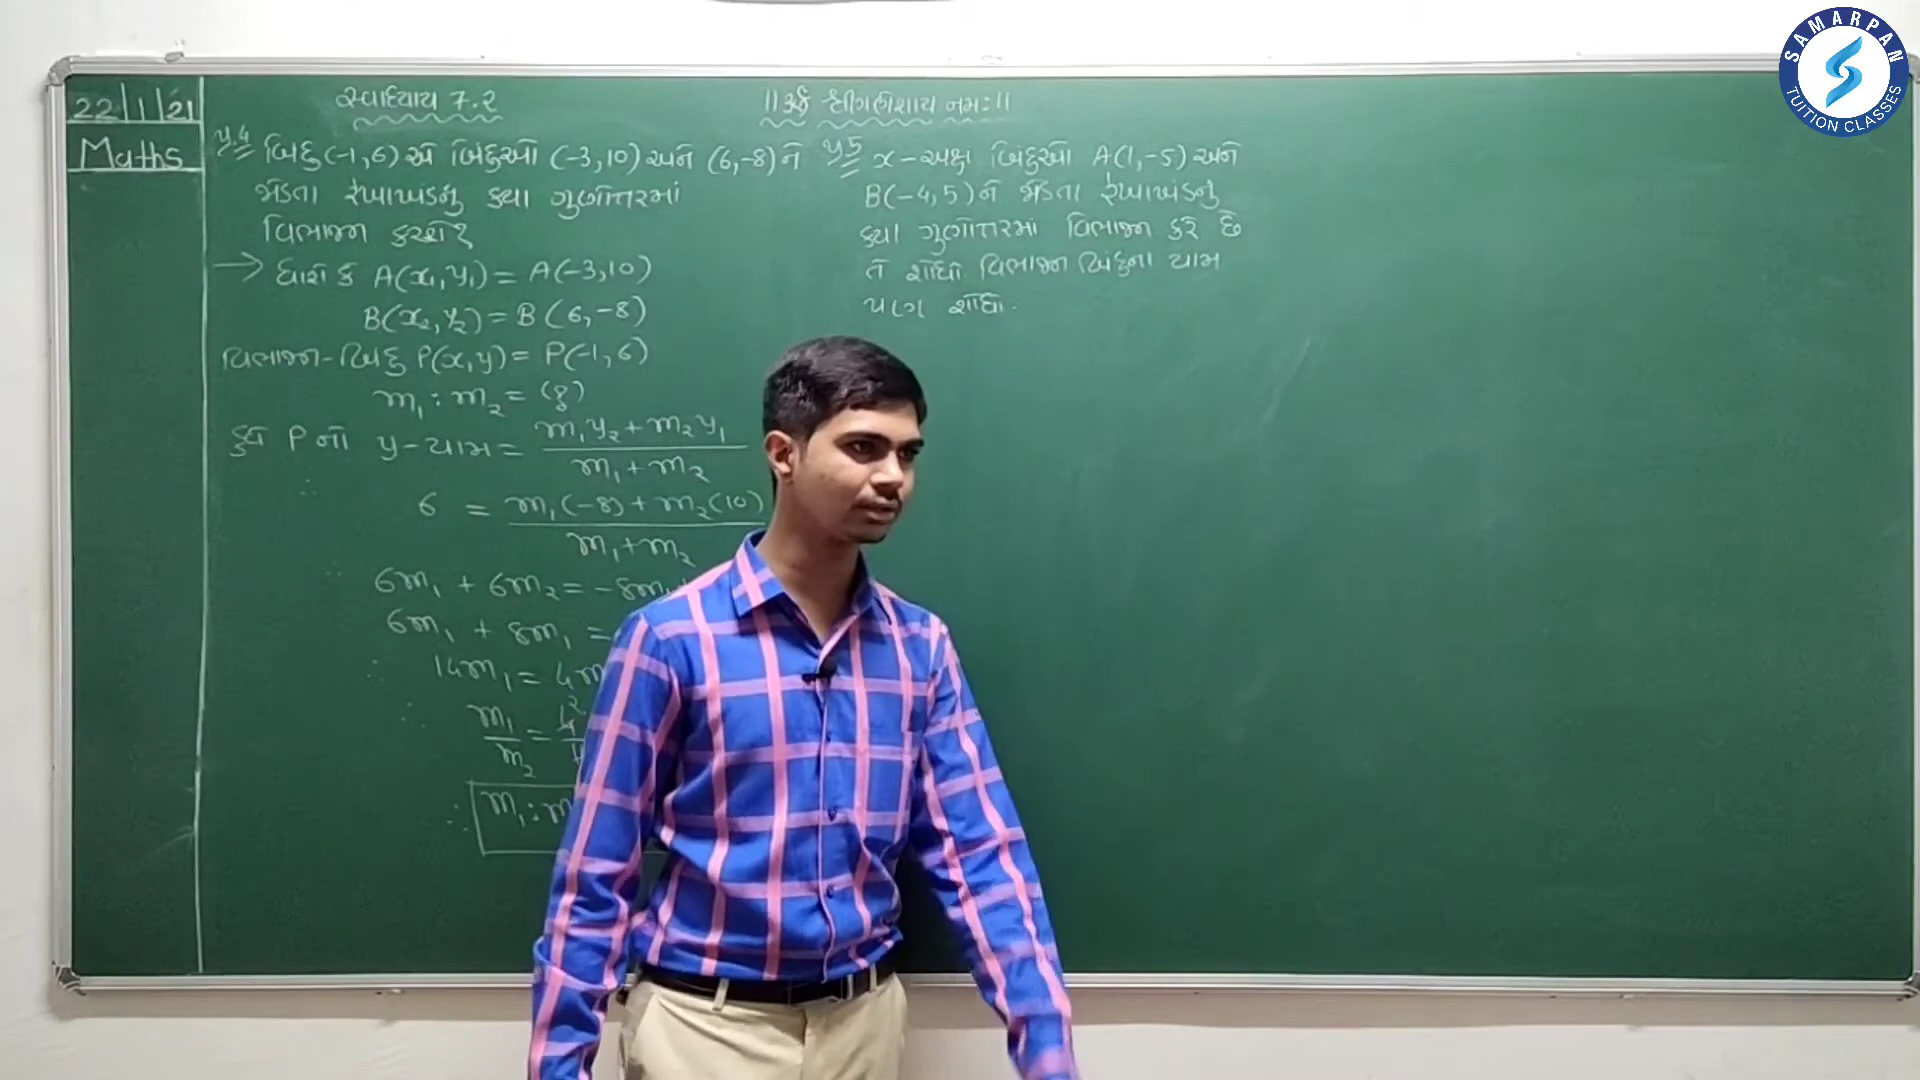 22/1/21
Maths
સ્વાધ્યાય 7.2
॥ૐ શ્રીગણેશાય નમઃ॥
પ્ર.4 બિંદુ (-1,6) એ બિંદુઓ (-3,10) અને (6,-8) ને
જોડતા રેખાખંડનું કયા ગુણોત્તરમાં
વિભાજન કરશે?
→ ધારો કે A(x₁,y₁) = A(-3,10)
B(x₂,y₂) = B(6,-8)
વિભાજન-બિંદુ P(x,y) = P(-1,6)
m₁ : m₂ = (?)
હવે P નો y-યામ = m₁y₂ + m₂y₁ / m₁ + m₂
∴ 6 = m₁(-8) + m₂(10) / m₁ + m₂
∴ 6m₁ + 6m₂ = -8m₁
6m₁ + 8m₁ =
∴ 14m₁ = 4m
∴ m₁/m₂ = 4 2
∴ m₁ : m
પ્ર.5 x-અક્ષ બિંદુઓ A(1,-5) અને
B(-4,5) ને જોડતા રેખાખંડનું
કયા ગુણોત્તરમાં વિભાજન કરે છે
તે શોધો વિભાજન બિંદુના યામ
પણ શોધો.
SAMARPAN
TUITION CLASSES